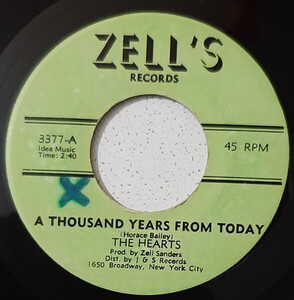 ZELL'S
RECORDS
3377-A
Idea Music
Time: 2:40
45 RPM
A THOUSAND YEARS FROM TODAY
(Horace Bailey)
THE HEARTS
Prod. by Zell Sanders
Dist. by J & S Records
1650 Broadway, New York City